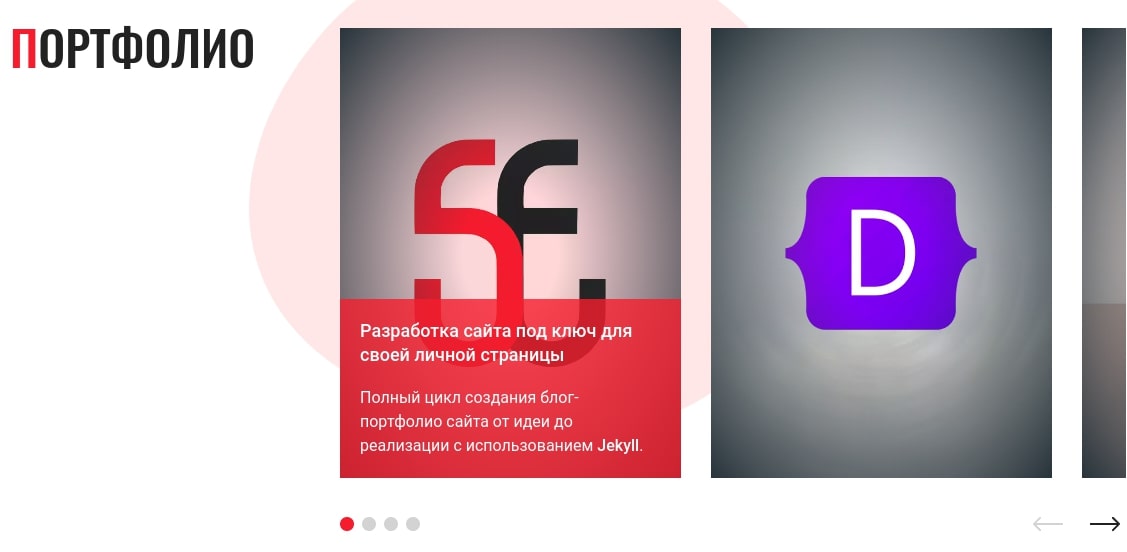 ПОРТФОЛИО
Разработка сайта под ключ для
своей личной страницы
Полный цикл создания блог-
портфолио сайта от идеи до
реализации с использованием Jekyll.
D